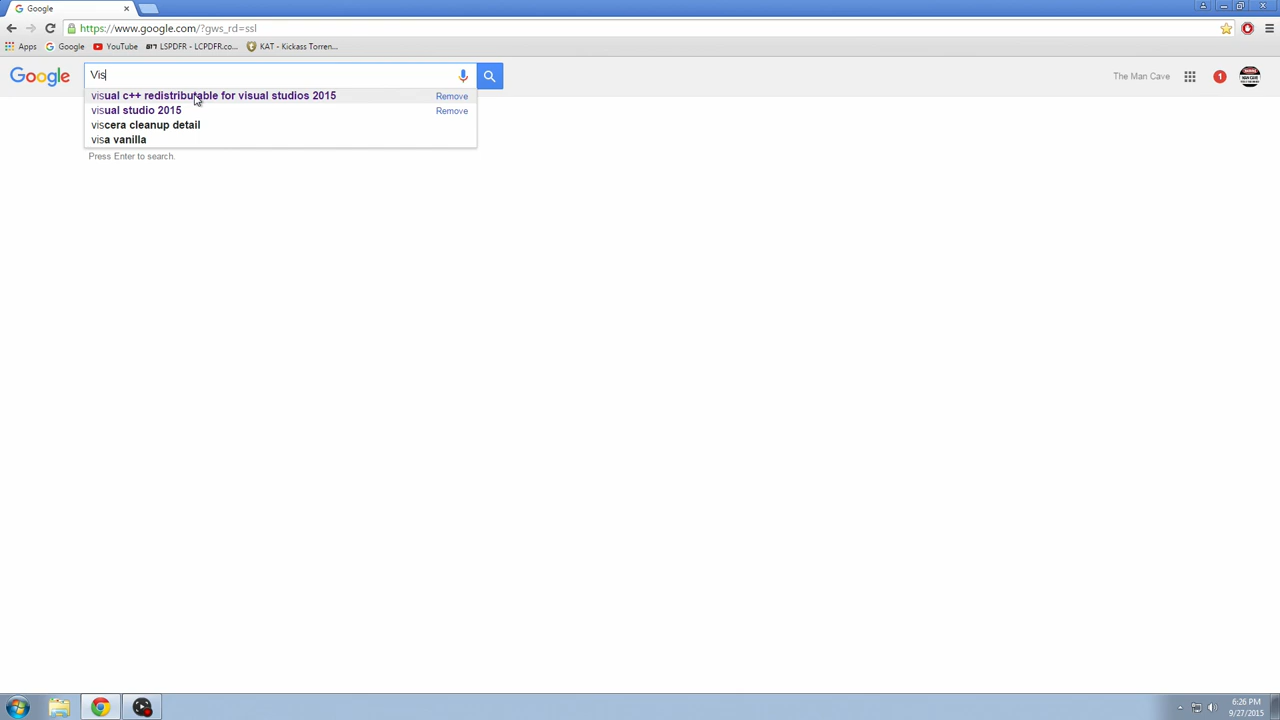 Google
https://www.google.com/?gws_rd=ssl
Apps Google YouTube LSPDFR - LCPDFR.co... KAT - Kickass Torren...
Google Vis The Man Cave 1
visual c++ redistributable for visual studios 2015 Remove
visual studio 2015 Remove
viscera cleanup detail
visa vanilla
Press Enter to search.
6:26 PM
9/27/2015